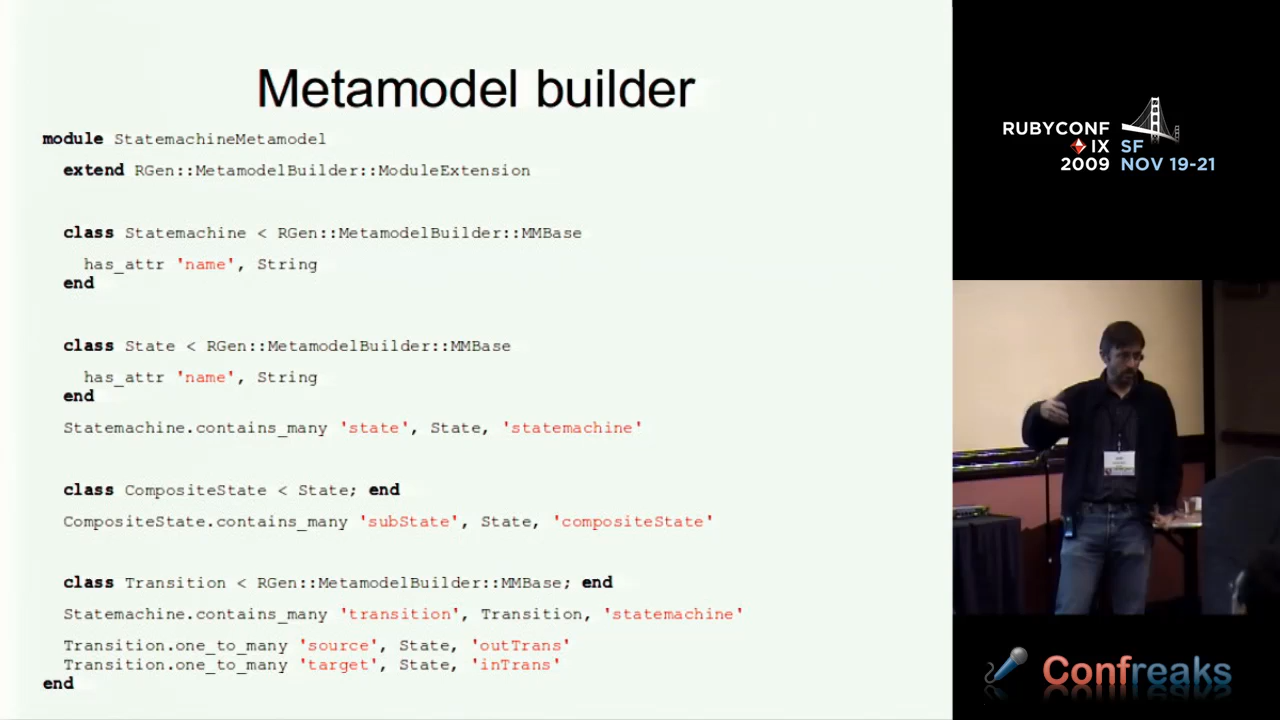 Metamodel builder
module StatemachineMetamodel
extend RGen::MetamodelBuilder::ModuleExtension
class Statemachine < RGen::MetamodelBuilder::MMBase
has_attr 'name', String
end
class State < RGen::MetamodelBuilder::MMBase
has_attr 'name', String
end
Statemachine.contains_many 'state', State, 'statemachine'
class CompositeState < State; end
CompositeState.contains_many 'subState', State, 'compositeState'
class Transition < RGen::MetamodelBuilder::MMBase; end
Statemachine.contains_many 'transition', Transition, 'statemachine'
Transition.one_to_many 'source', State, 'outTrans'
Transition.one_to_many 'target', State, 'inTrans'
end
RUBYCONF
IX SF
2009 NOV 19-21
Confreaks